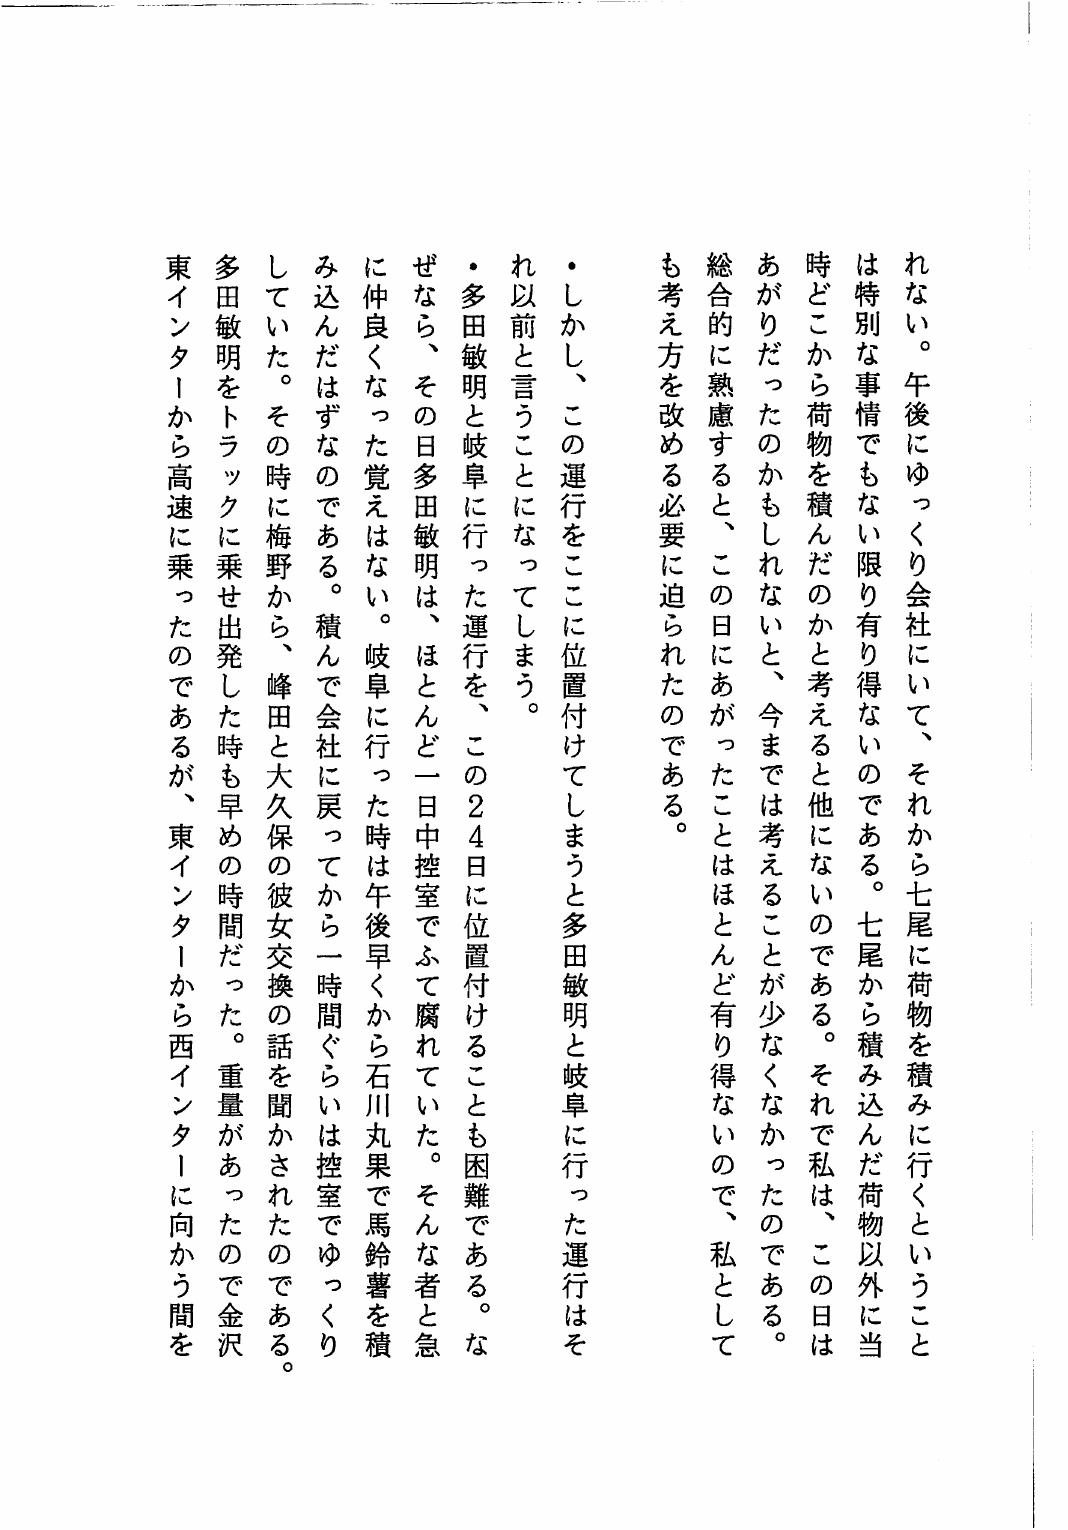 れない。午後にゆっくり会社にいて、それから七尾に荷物を積みに行くということ
は特別な事情でもない限り有り得ないのである。七尾から積み込んだ荷物以外に当
時どこから荷物を積んだのかと考えると他にないのである。それで私は、この日は
あがりだったのかもしれないと、今までは考えることが少なくなかったのである。
総合的に熟慮すると、この日にあがったことはほとんど有り得ないので、私として
も考え方を改める必要に迫られたのである。
・しかし、この運行をここに位置付けてしまうと多田敏明と岐阜に行った運行はそ
れ以前と言うことになってしまう。
・多田敏明と岐阜に行った運行を、この24日に位置付けることも困難である。な
ぜなら、その日多田敏明は、ほとんど一日中控室でふて腐れていた。そんな者と急
に仲良くなった覚えはない。岐阜に行った時は午後早くから石川丸果で馬鈴薯を積
み込んだはずなのである。積んで会社に戻ってから一時間ぐらいは控室でゆっくり
していた。その時に梅野から、峰田と大久保の彼女交換の話を聞かされたのである。
多田敏明をトラックに乗せ出発した時も早めの時間だった。重量があったので金沢
東インターから高速に乗ったのであるが、東インターから西インターに向かう間を